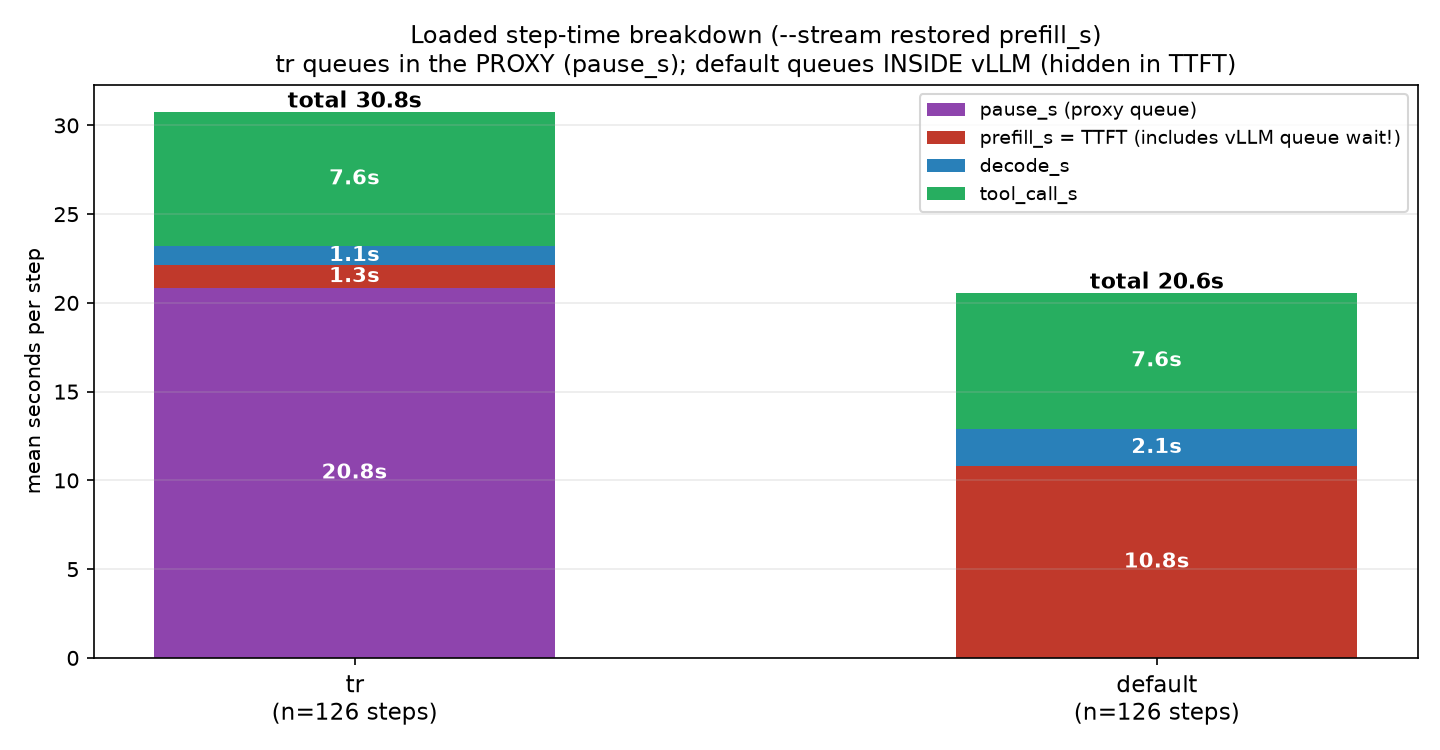 Loaded step-time breakdown (--stream restored prefill_s)
tr queues in the PROXY (pause_s); default queues INSIDE vLLM (hidden in TTFT)
total 30.8s
pause_s (proxy queue)
prefill_s = TTFT (includes vLLM queue wait!)
decode_s
tool_call_s
30
25
20
15
10
5
0
mean seconds per step
7.6s
1.1s
1.3s
20.8s
total 20.6s
7.6s
2.1s
10.8s
tr
(n=126 steps)
default
(n=126 steps)